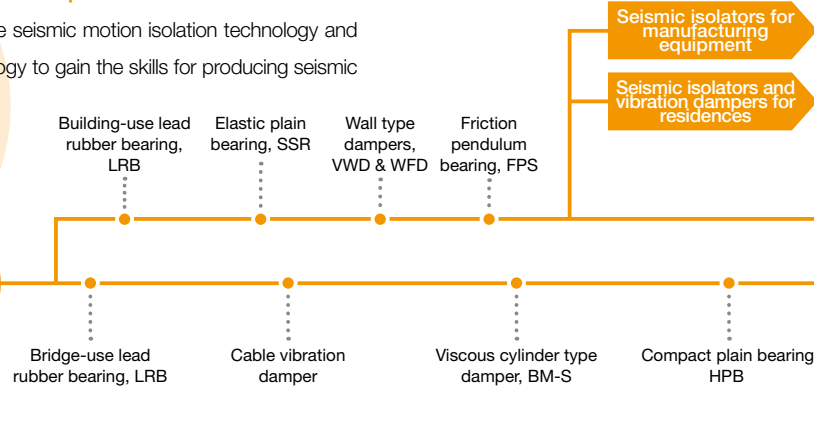 e seismic motion isolation technology and
ogy to gain the skills for producing seismic
Seismic isolators for
manufacturing
equipment
Seismic isolators and
vibration dampers for
residences
Building-use lead
rubber bearing,
LRB
Elastic plain
bearing, SSR
Wall type
dampers,
VWD & WFD
Friction
pendulum
bearing, FPS
Bridge-use lead
rubber bearing, LRB
Cable vibration
damper
Viscous cylinder type
damper, BM-S
Compact plain bearing
HPB